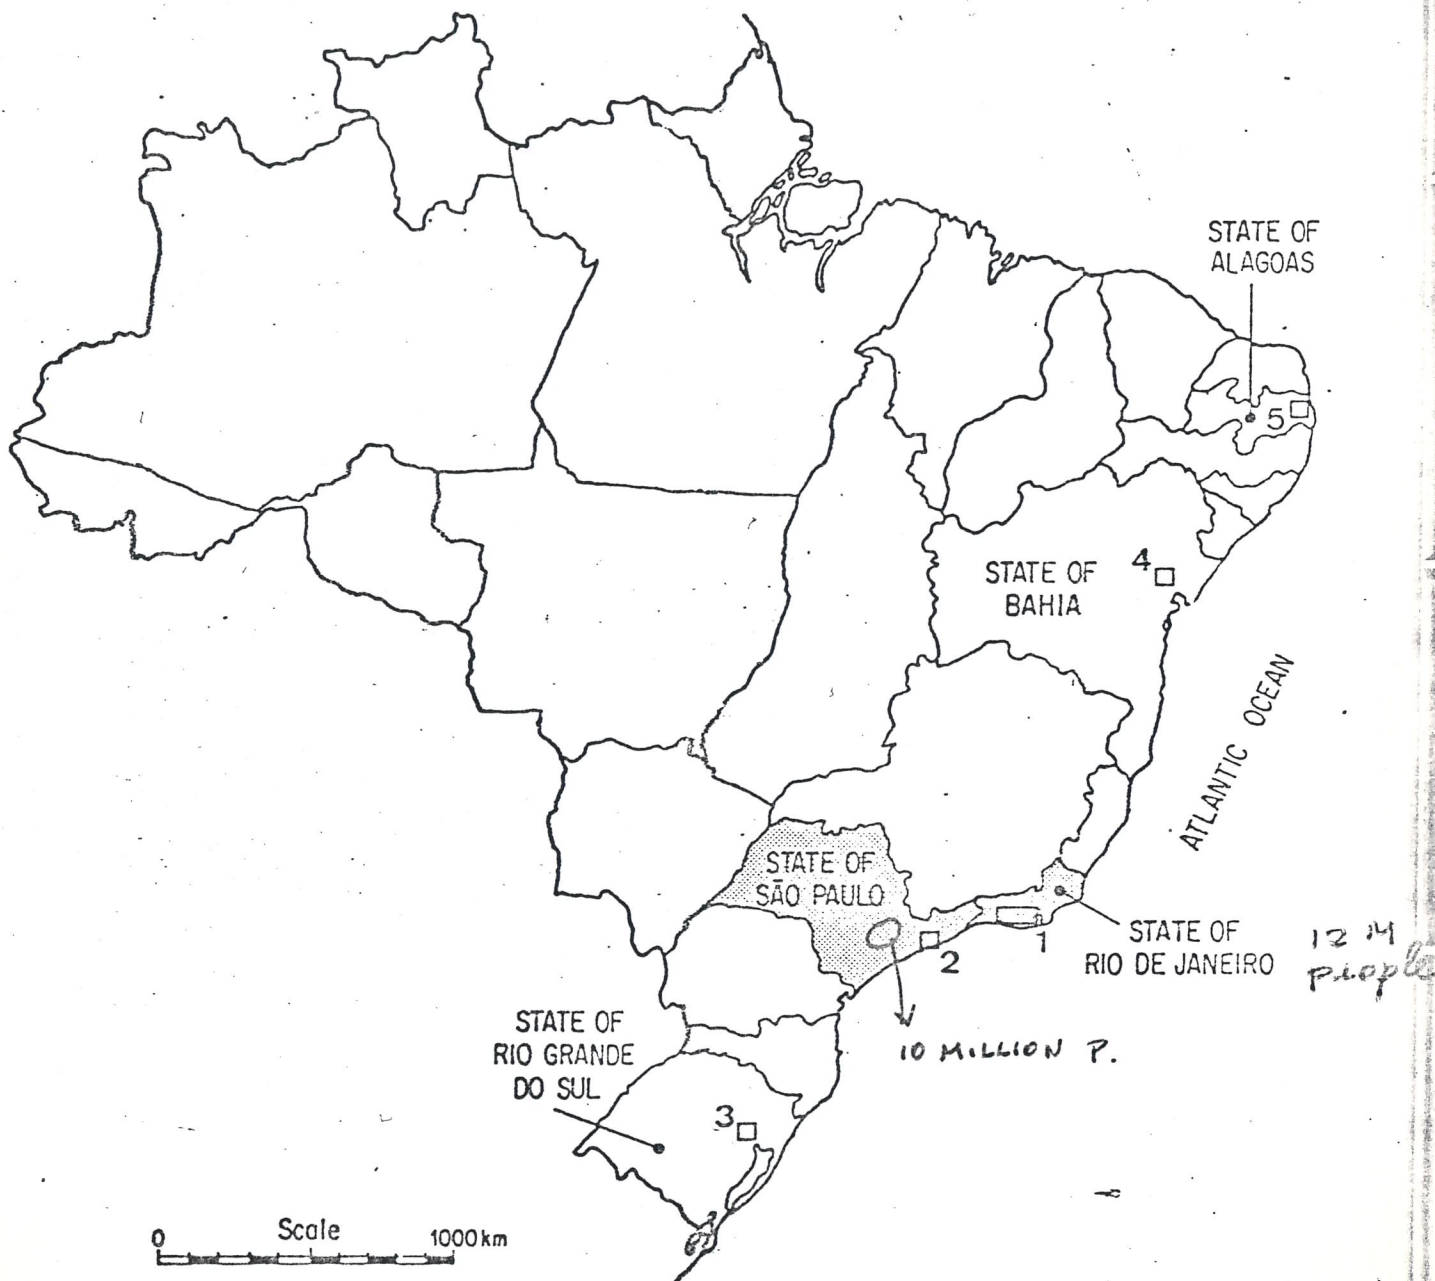 STATE OF
ALAGOAS
5
4
STATE OF
BAHIA
ATLANTIC OCEAN
STATE OF
SÃO PAULO
1
2
STATE OF
RIO DE JANEIRO
12 M
people
10 MILLION P.
STATE OF
RIO GRANDE
DO SUL
3
Scale
0 1000 km